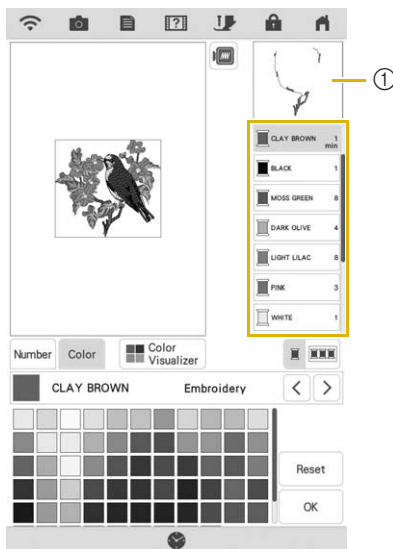 ①
CLAY BROWN 1
min
BLACK 1
MOSS GREEN 8
DARK OLIVE 4
LIGHT LILAC 8
PINK 3
WHITE 1
Number Color Color
Visualizer
CLAY BROWN Embroidery < >
Reset
OK